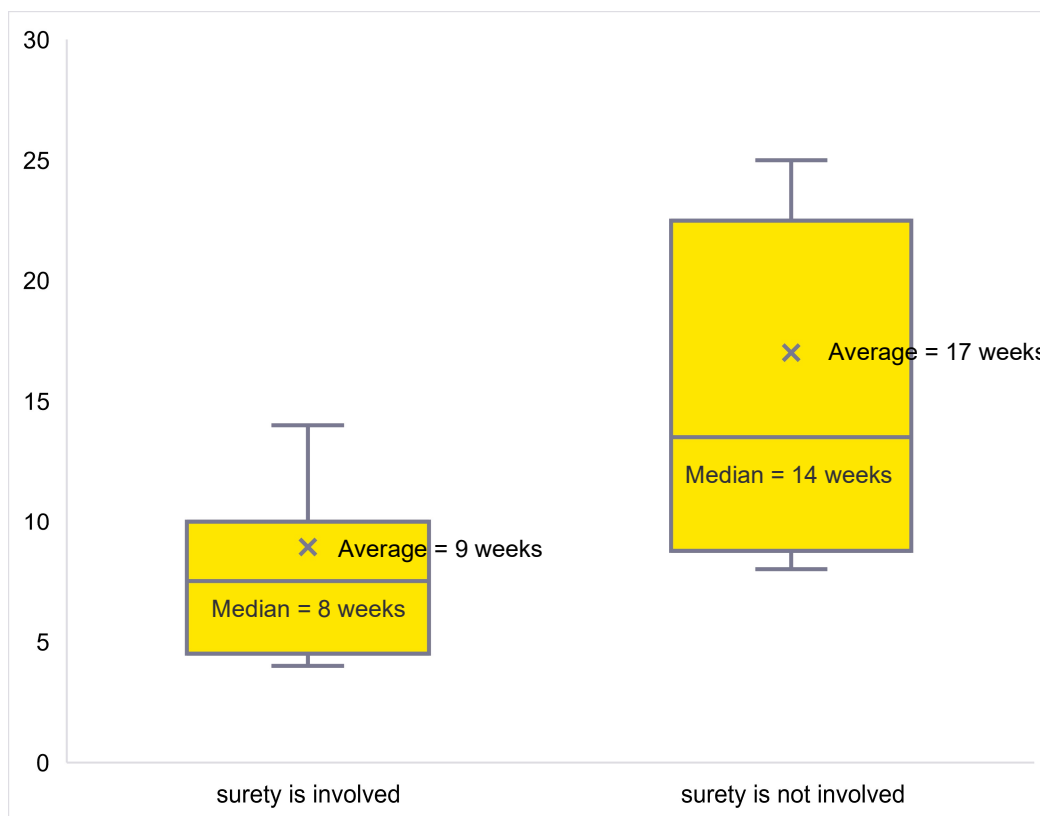 30
25
20
15
10
5
0
Average = 17 weeks
Median = 14 weeks
Average = 9 weeks
Median = 8 weeks
surety is involved
surety is not involved